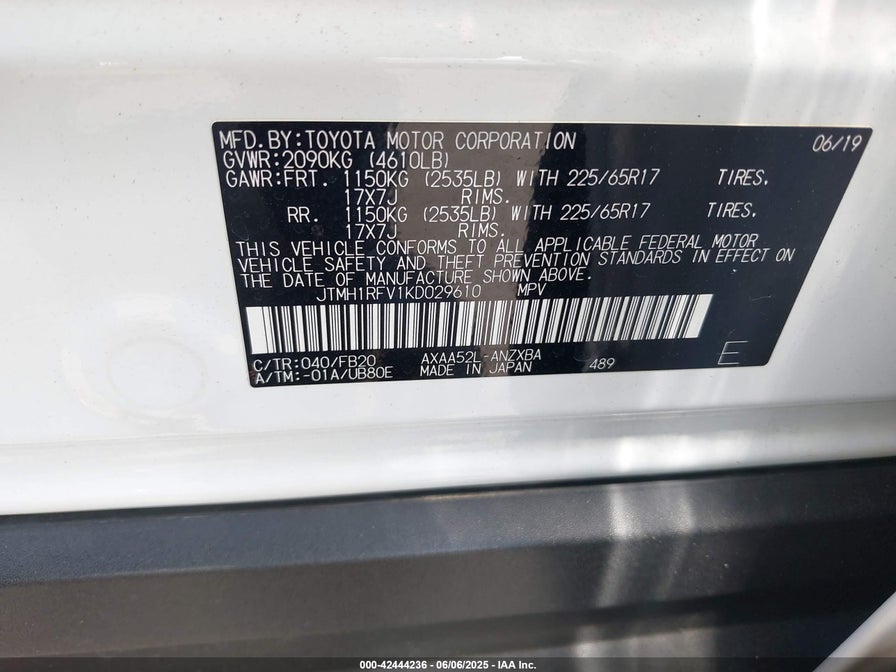 MFD.BY:TOYOTA MOTOR CORPORATION 06/19
GVWR:2090KG (4610LB)
GAWR:FRT. 1150KG (2535LB) WITH 225/65R17 TIRES.
17X7J RIMS.
RR. 1150KG (2535LB) WITH 225/65R17 TIRES.
17X7J RIMS.
THIS VEHICLE CONFORMS TO ALL APPLICABLE FEDERAL MOTOR
VEHICLE SAFETY AND THEFT PREVENTION STANDARDS IN EFFECT ON
THE DATE OF MANUFACTURE SHOWN ABOVE.
JTMH1RFV1KD029610 MPV
C/TR:040/FB20 AXAA52L-ANZXBA
A/TM:-01A/UB80E MADE IN JAPAN 489 E
000-42444236 - 06/06/2025 - IAA Inc.